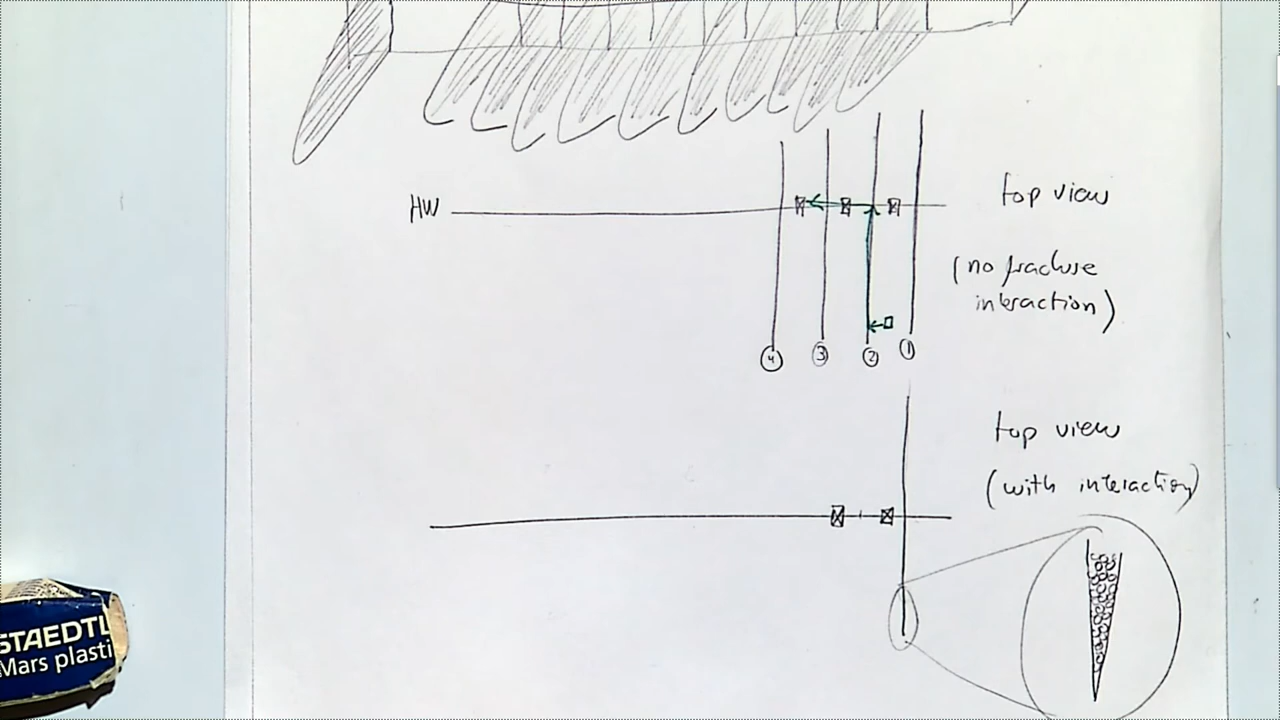 HW
top view
(no fracture
interaction)
4 3 2 1
top view
(with interaction)
STAEDTL
Mars plasti